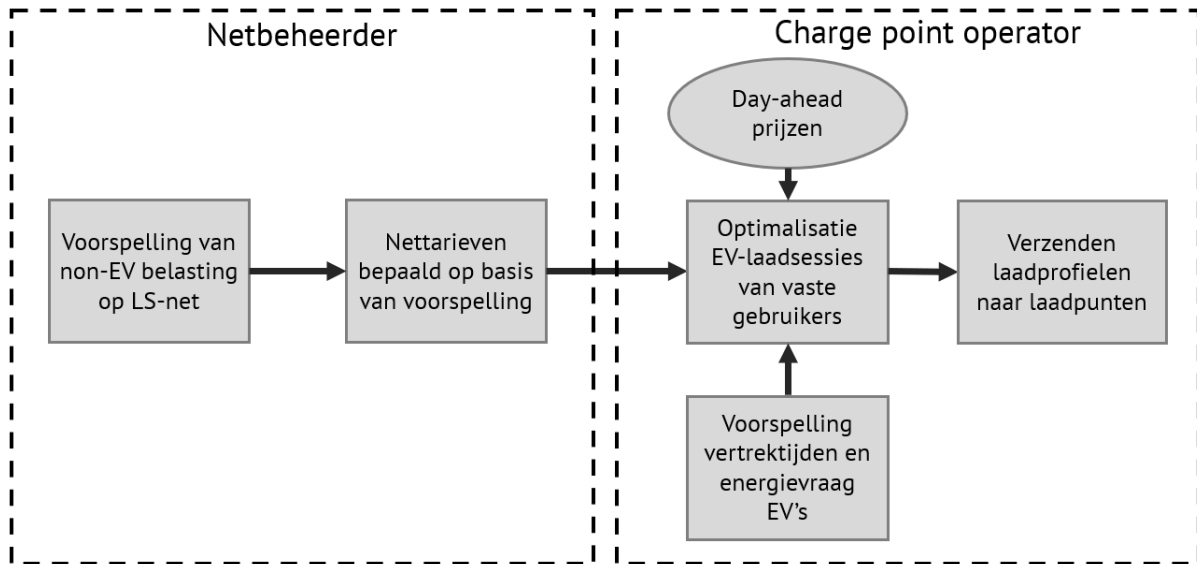 Netbeheerder
Charge point operator
Day-ahead
prijzen
Voorspelling van
non-EV belasting
op LS-net
Nettarieven
bepaald op basis
van voorspelling
Optimalisatie
EV-laadsessies
van vaste
gebruikers
Verzenden
laadprofielen
naar laadpunten
Voorspelling
vertrektijden en
energievraag
EV’s